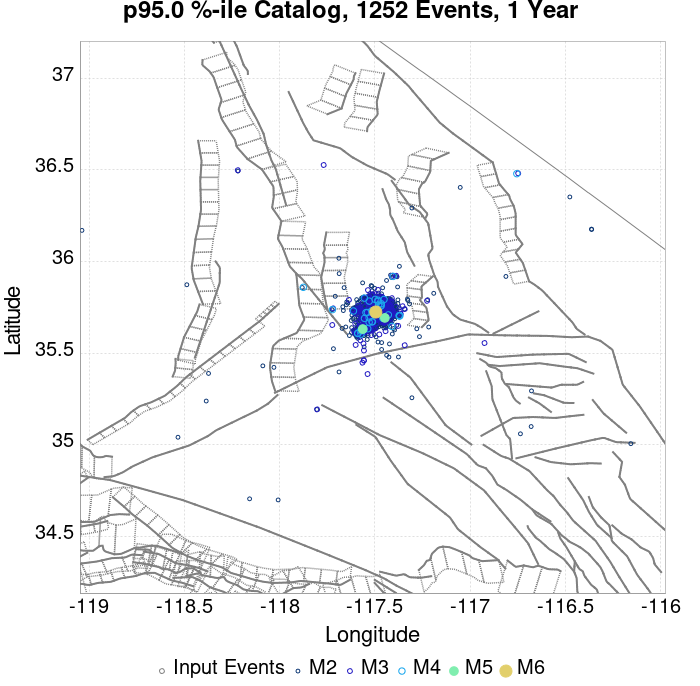 p95.0 %-ile Catalog, 1252 Events, 1 Year
Latitude
37
36.5
36
35.5
35
34.5
-119 -118.5 -118 -117.5 -117 -116.5 -116
Longitude
Input Events M2 M3 M4 M5 M6